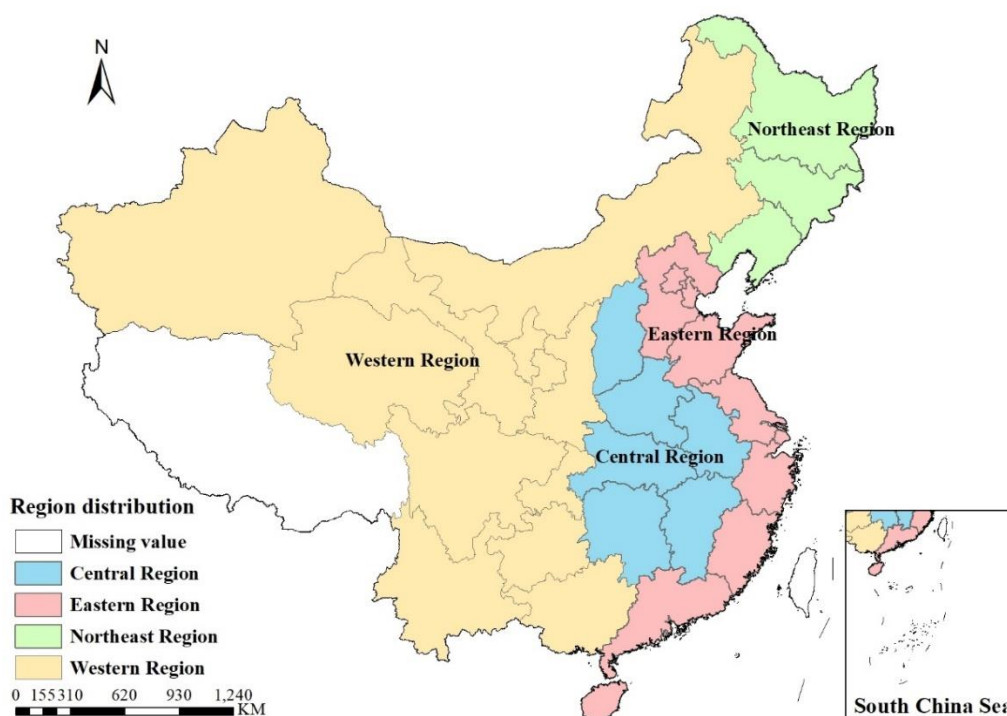 N
Northeast Region
Eastern Region
Western Region
Central Region
Region distribution
Missing value
Central Region
Eastern Region
Northeast Region
Western Region
0 155310 620 930 1,240
KM
South China Sea